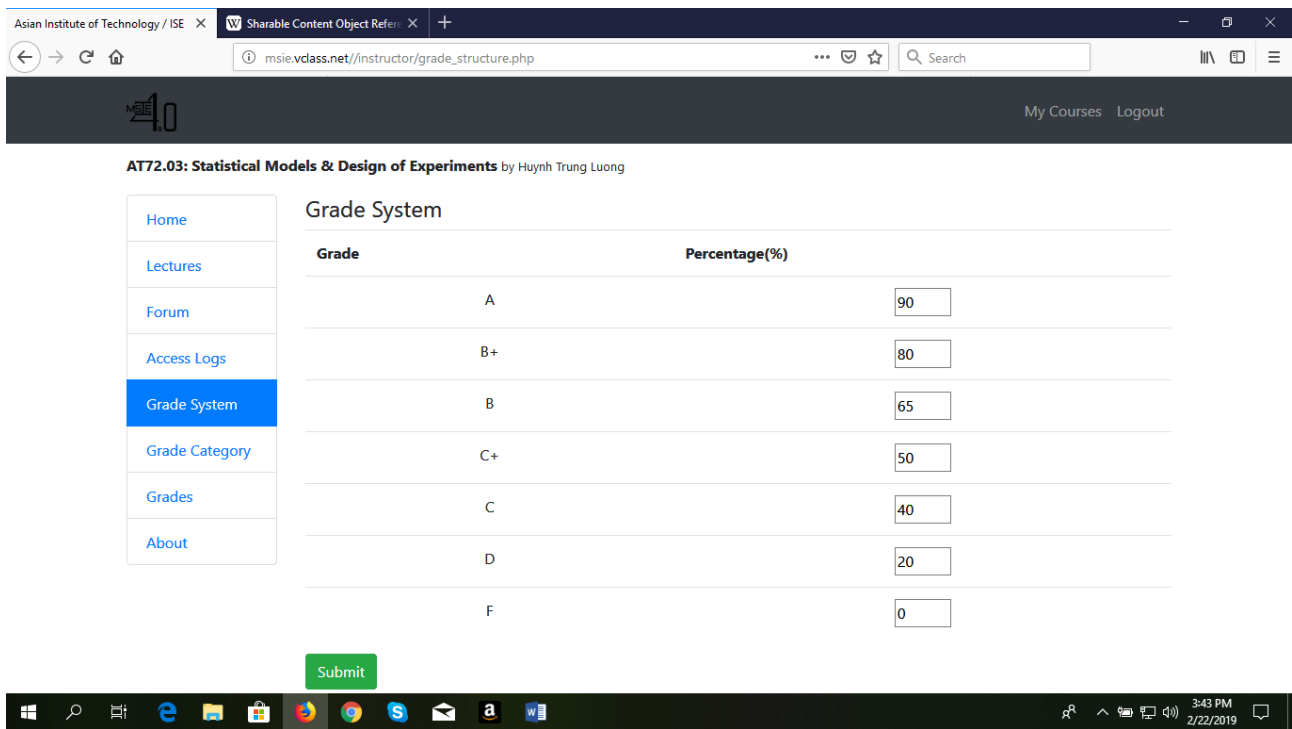 Asian Institute of Technology / ISE
Sharable Content Object Refere
msie.vclass.net//instructor/grade_structure.php
Search
MSIE 4.0
My Courses Logout
AT72.03: Statistical Models & Design of Experiments by Huynh Trung Luong
Home
Lectures
Forum
Access Logs
Grade System
Grade Category
Grades
About
Grade System
Grade Percentage(%)
A 90
B+ 80
B 65
C+ 50
C 40
D 20
F 0
Submit
3:43 PM
2/22/2019